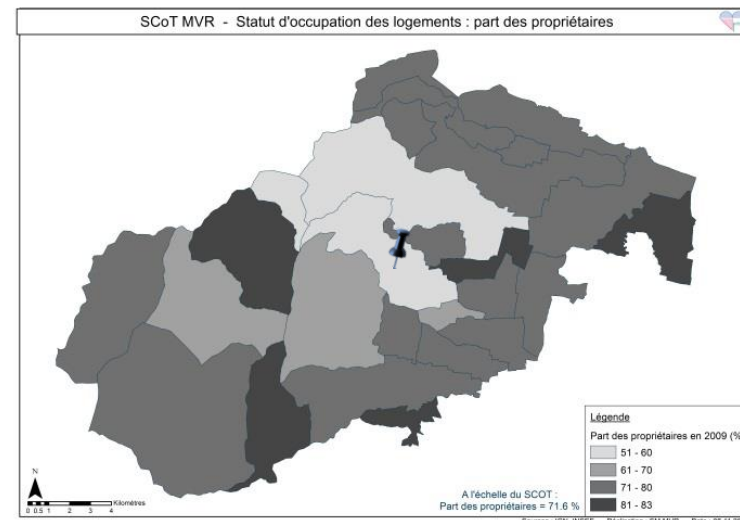 SCoT MVR - Statut d'occupation des logements : part des propriétaires
Légende
Part des propriétaires en 2009 (%
51 - 60
61 - 70
71 - 80
81 - 83
N
0 0.5 1 2 3 4 Kilomètres
A l'échelle du SCOT :
Part des propriétaires = 71.6 %